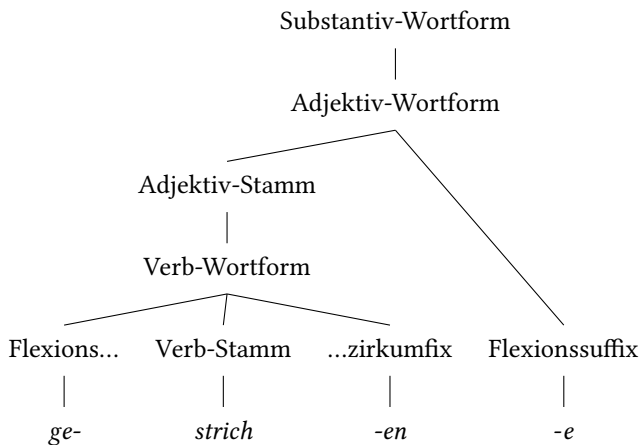 Substantiv-Wortform
Adjektiv-Wortform
Adjektiv-Stamm
Verb-Wortform
Flexions... Verb-Stamm ...zirkumfix Flexionssuffix
ge- strich -en -e